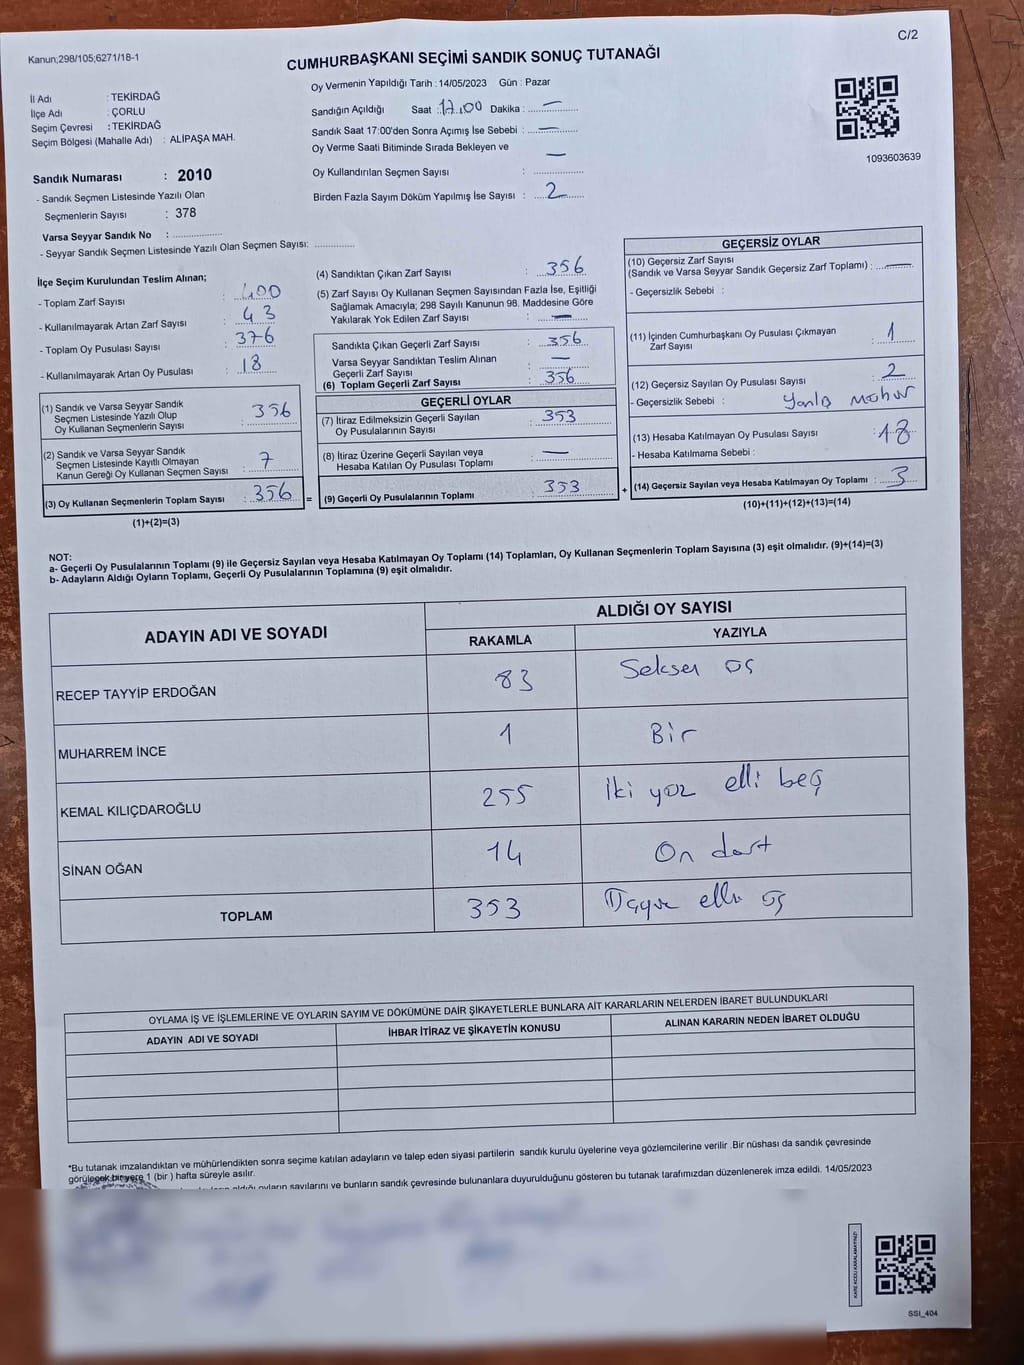 Kanun;298/105;6271/18-1
C/2
CUMHURBAŞKANI SEÇİMİ SANDIK SONUÇ TUTANAĞI
Oy Vermenin Yapıldığı Tarih : 14/05/2023 Gün : Pazar
İl Adı : TEKİRDAĞ
İlçe Adı : ÇORLU
Seçim Çevresi : TEKİRDAĞ
Seçim Bölgesi (Mahalle Adı) : ALİPAŞA MAH.
Sandığın Açıldığı Saat : 17.00 Dakika : —
Sandık Saat 17:00'den Sonra Açımış İse Sebebi : —
Oy Verme Saati Bitiminde Sırada Bekleyen ve —
Oy Kullandırılan Seçmen Sayısı :
Birden Fazla Sayım Döküm Yapılmış İse Sayısı : 2
1093603639
Sandık Numarası : 2010
- Sandık Seçmen Listesinde Yazılı Olan
Seçmenlerin Sayısı : 378
Varsa Seyyar Sandık No :
- Seyyar Sandık Seçmen Listesinde Yazılı Olan Seçmen Sayısı:
İlçe Seçim Kurulundan Teslim Alınan;
- Toplam Zarf Sayısı : 400
- Kullanılmayarak Artan Zarf Sayısı : 43
- Toplam Oy Pusulası Sayısı : 376
- Kullanılmayarak Artan Oy Pusulası : 18
(1) Sandık ve Varsa Seyyar Sandık
Seçmen Listesinde Yazılı Olup
Oy Kullanan Seçmenlerin Sayısı : 356
(2) Sandık ve Varsa Seyyar Sandık
Seçmen Listesinde Kayıtlı Olmayan
Kanun Gereği Oy Kullanan Seçmen Sayısı : 7
(3) Oy Kullanan Seçmenlerin Toplam Sayısı : 356 =
(1)+(2)=(3)
(4) Sandıktan Çıkan Zarf Sayısı : 356
(5) Zarf Sayısı Oy Kullanan Seçmen Sayısından Fazla İse, Eşitliği
Sağlamak Amacıyla; 298 Sayılı Kanunun 98. Maddesine Göre
Yakılarak Yok Edilen Zarf Sayısı : —
Sandıkta Çıkan Geçerli Zarf Sayısı : 356
Varsa Seyyar Sandıktan Teslim Alınan
Geçerli Zarf Sayısı : —
(6) Toplam Geçerli Zarf Sayısı : 356
GEÇERLİ OYLAR
(7) İtiraz Edilmeksizin Geçerli Sayılan
Oy Pusulalarının Sayısı : 353
(8) İtiraz Üzerine Geçerli Sayılan veya
Hesaba Katılan Oy Pusulası Toplamı : —
(9) Geçerli Oy Pusulalarının Toplamı : 353 +
GEÇERSİZ OYLAR
(10) Geçersiz Zarf Sayısı
(Sandık ve Varsa Seyyar Sandık Geçersiz Zarf Toplamı) : —
- Geçersizlik Sebebi :
(11) İçinden Cumhurbaşkanı Oy Pusulası Çıkmayan
Zarf Sayısı : 1
(12) Geçersiz Sayılan Oy Pusulası Sayısı : 2
- Geçersizlik Sebebi : Yanlış mühür
(13) Hesaba Katılmayan Oy Pusulası Sayısı : 18
- Hesaba Katılmama Sebebi :
(14) Geçersiz Sayılan veya Hesaba Katılmayan Oy Toplamı : 3
(10)+(11)+(12)+(13)=(14)
NOT:
a- Geçerli Oy Pusulalarının Toplamı (9) ile Geçersiz Sayılan veya Hesaba Katılmayan Oy Toplamı (14) Toplamları, Oy Kullanan Seçmenlerin Toplam Sayısına (3) eşit olmalıdır. (9)+(14)=(3)
b- Adayların Aldığı Oyların Toplamı, Geçerli Oy Pusulalarının Toplamına (9) eşit olmalıdır.
ADAYIN ADI VE SOYADI
ALDIĞI OY SAYISI
RAKAMLA YAZIYLA
RECEP TAYYİP ERDOĞAN 83 Seksen üç
MUHARREM İNCE 1 Bir
KEMAL KILIÇDAROĞLU 255 İki yüz elli beş
SİNAN OĞAN 14 On dört
TOPLAM 353 Üçyüz elli üç
OYLAMA İŞ VE İŞLEMLERİNE VE OYLARIN SAYIM VE DÖKÜMÜNE DAİR ŞİKAYETLERLE BUNLARA AİT KARARLARIN NELERDEN İBARET BULUNDUKLARI
ADAYIN ADI VE SOYADI İHBAR İTİRAZ VE ŞİKAYETİN KONUSU ALINAN KARARIN NEDEN İBARET OLDUĞU
*Bu tutanak imzalandıktan ve mühürlendikten sonra seçime katılan adayların ve talep eden siyasi partilerin sandık kurulu üyelerine veya gözlemcilerine verilir .Bir nüshası da sandık çevresinde
görülecek bir yere 1 (bir ) hafta süreyle asılır.
oyların sayılarını ve bunların sandık çevresinde bulunanlara duyurulduğunu gösteren bu tutanak tarafımızdan düzenlenerek imza edildi. 14/05/2023
KARE KODU KARALAMAYINIZ!
SSI_404